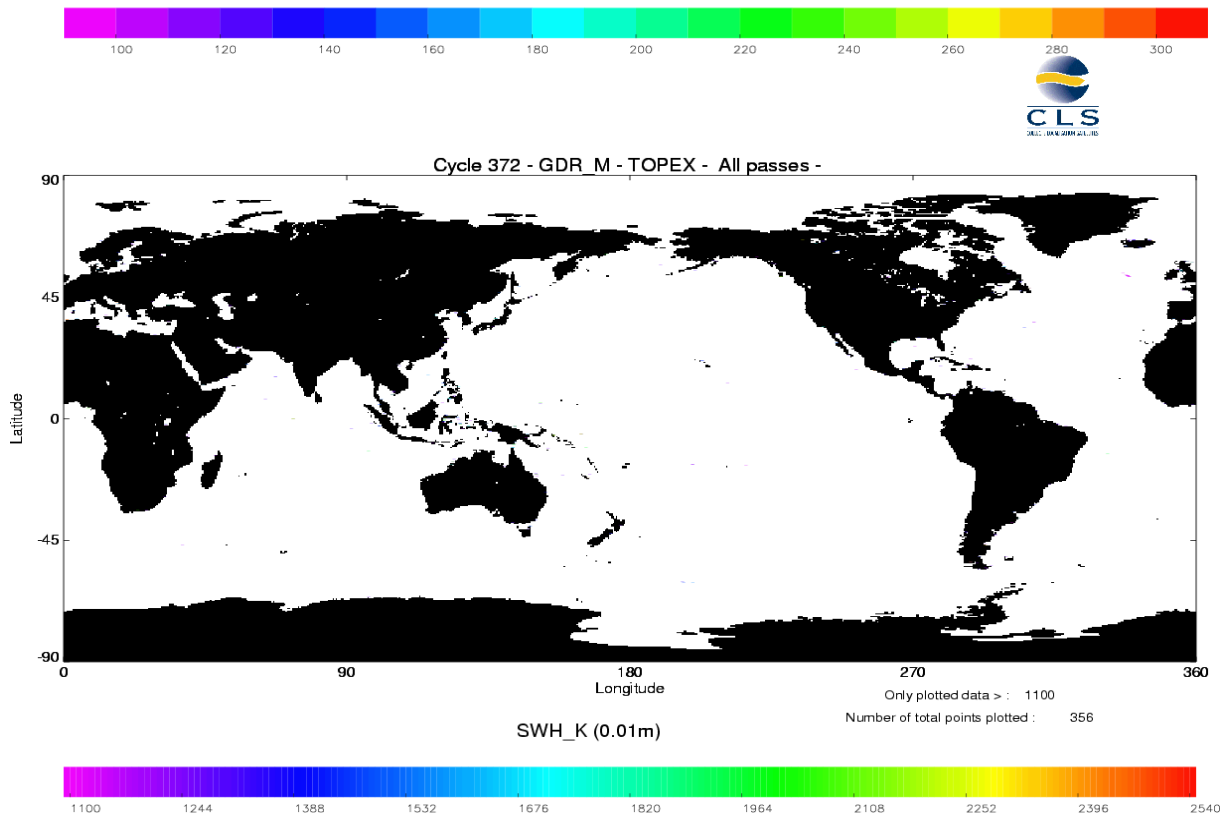 100 120 140 160 180 200 220 240 260 280 300
CLS
Cycle 372 - GDR_M - TOPEX - All passes -
90
45
0
-45
-90
Latitude
0 90 180 270 360
Longitude
Only plotted data > : 1100
Number of total points plotted : 356
SWH_K (0.01m)
1100 1244 1388 1532 1676 1820 1964 2108 2252 2396 2540